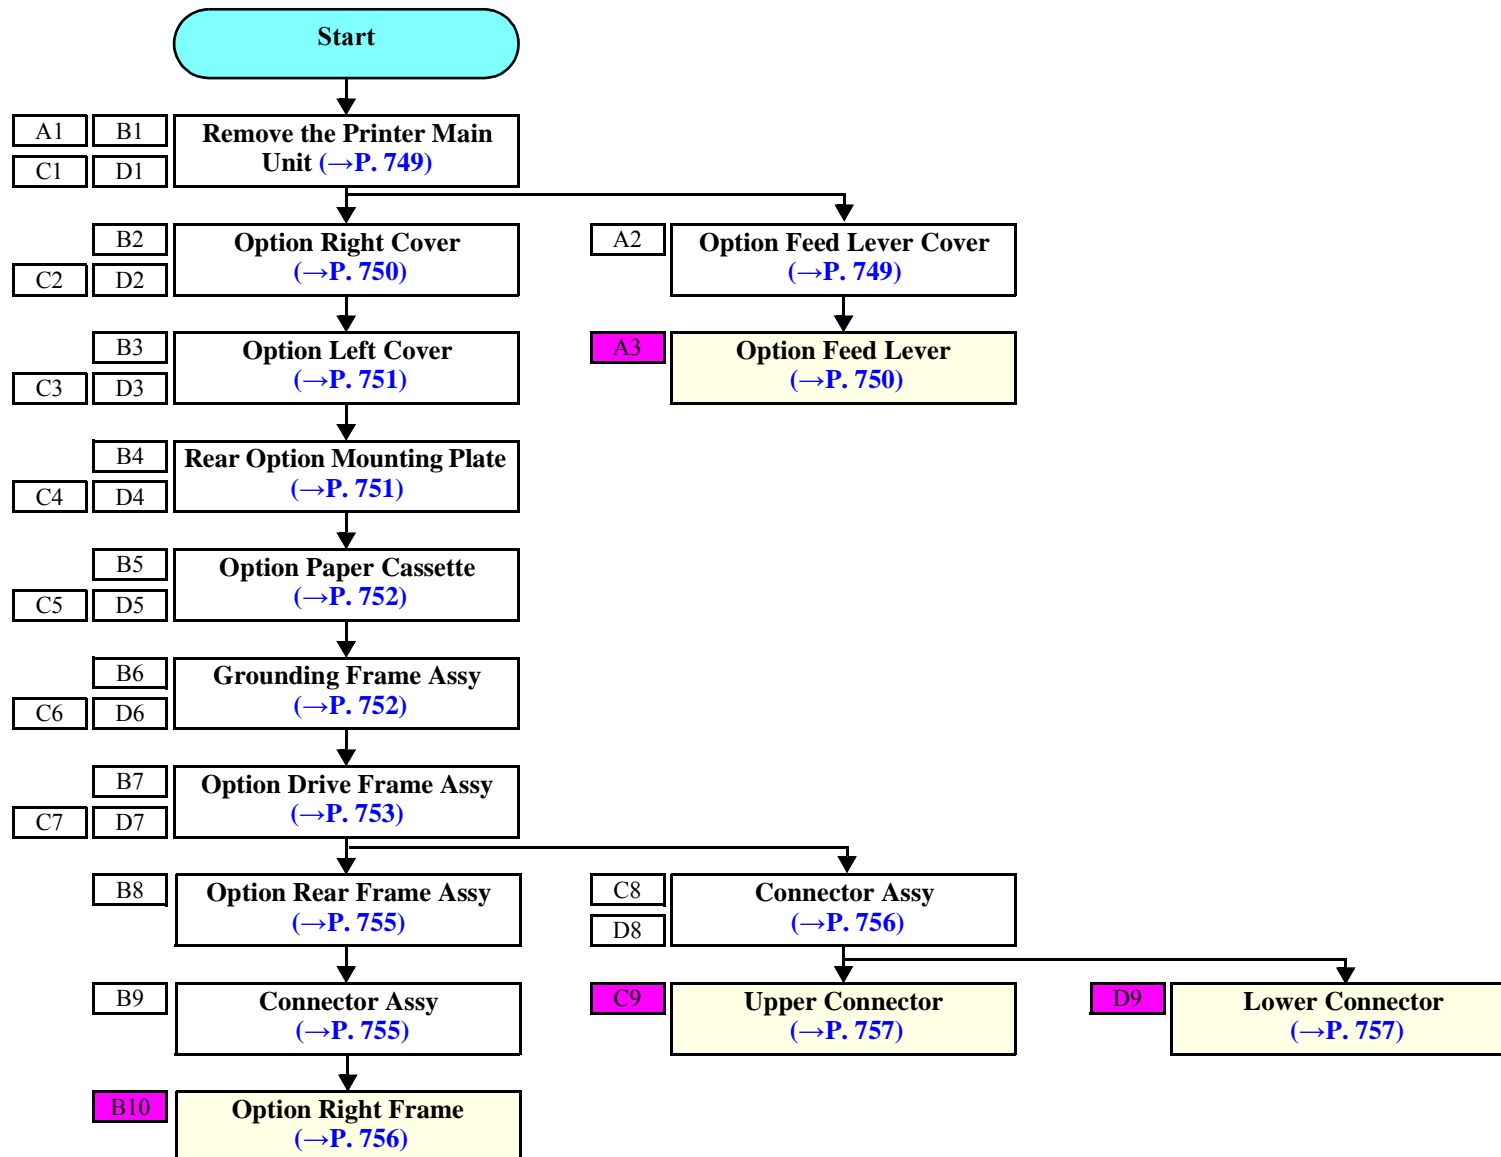 Start
A1 B1 Remove the Printer Main
C1 D1 Unit (→P. 749)
B2 Option Right Cover A2 Option Feed Lever Cover
C2 D2 (→P. 750) (→P. 749)
B3 Option Left Cover A3 Option Feed Lever
C3 D3 (→P. 751) (→P. 750)
B4 Rear Option Mounting Plate
C4 D4 (→P. 751)
B5 Option Paper Cassette
C5 D5 (→P. 752)
B6 Grounding Frame Assy
C6 D6 (→P. 752)
B7 Option Drive Frame Assy
C7 D7 (→P. 753)
B8 Option Rear Frame Assy C8 Connector Assy
(→P. 755) D8 (→P. 756)
B9 Connector Assy C9 Upper Connector D9 Lower Connector
(→P. 755) (→P. 757) (→P. 757)
B10 Option Right Frame
(→P. 756)